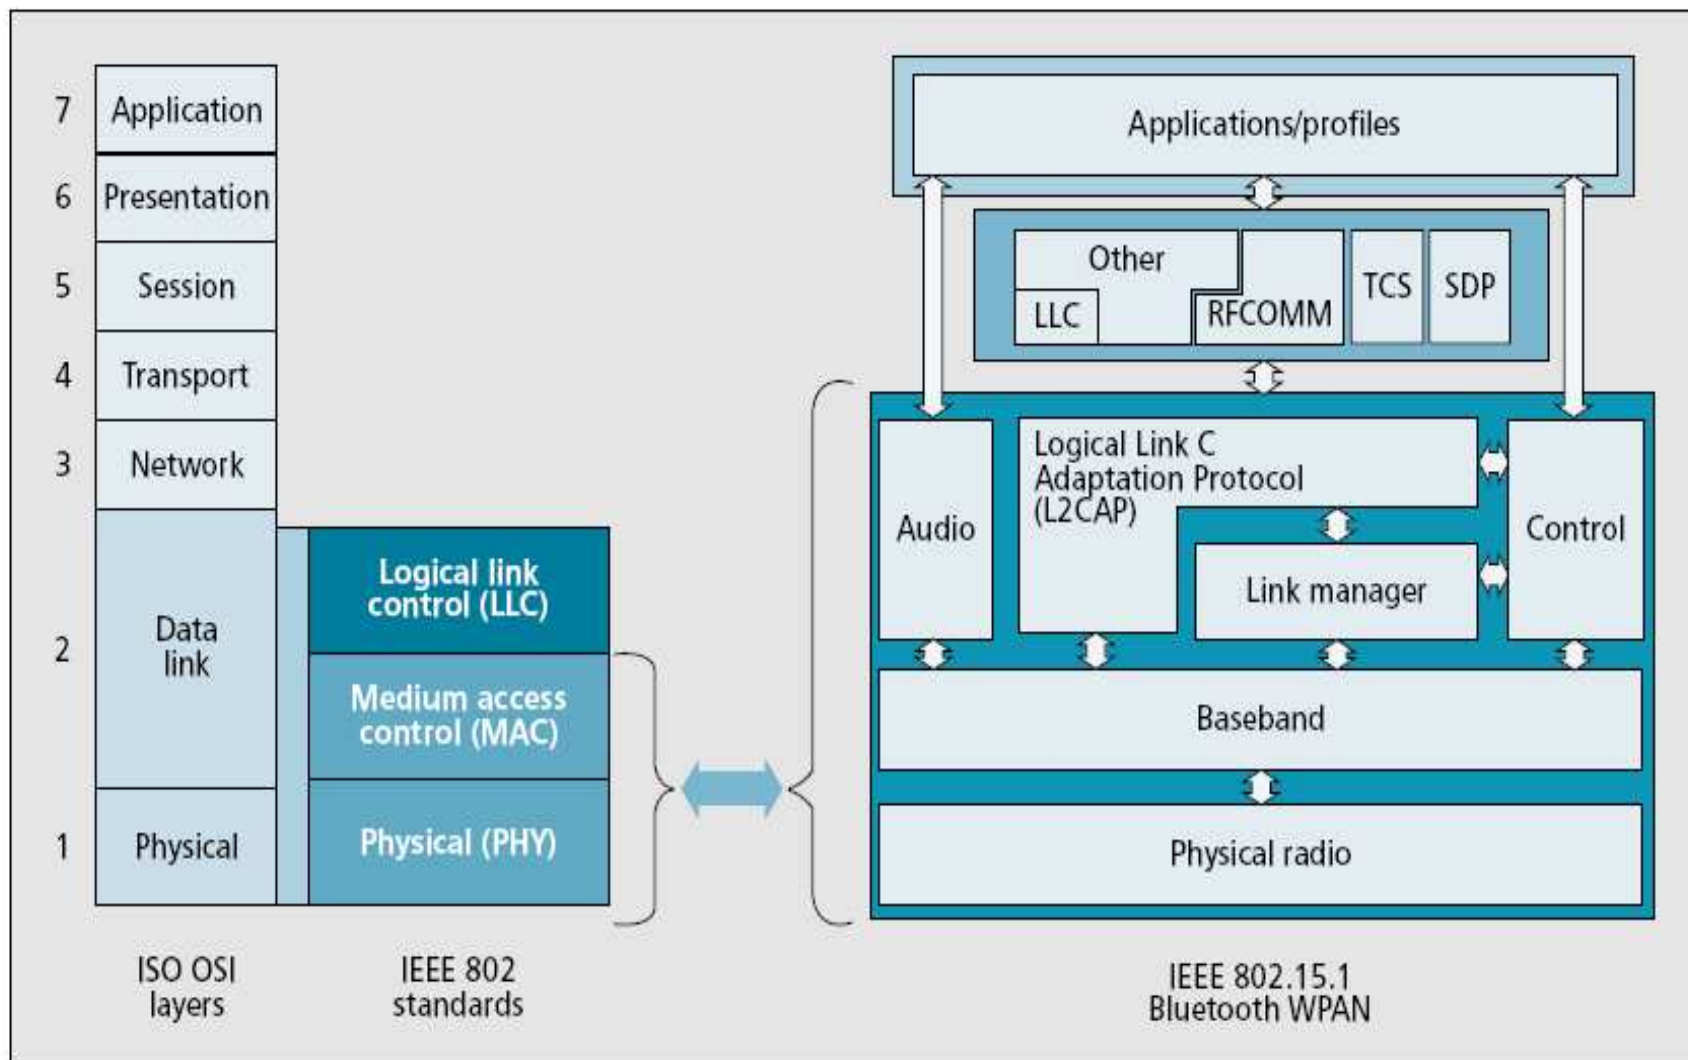 7
Application
6
Presentation
5
Session
4
Transport
3
Network
2
Data
link
1
Physical
Logical link
control (LLC)
Medium access
control (MAC)
Physical (PHY)
ISO OSI
layers
IEEE 802
standards
Applications/profiles
Other
LLC
RFCOMM
TCS
SDP
Audio
Logical Link C
Adaptation Protocol
(L2CAP)
Link manager
Control
Baseband
Physical radio
IEEE 802.15.1
Bluetooth WPAN